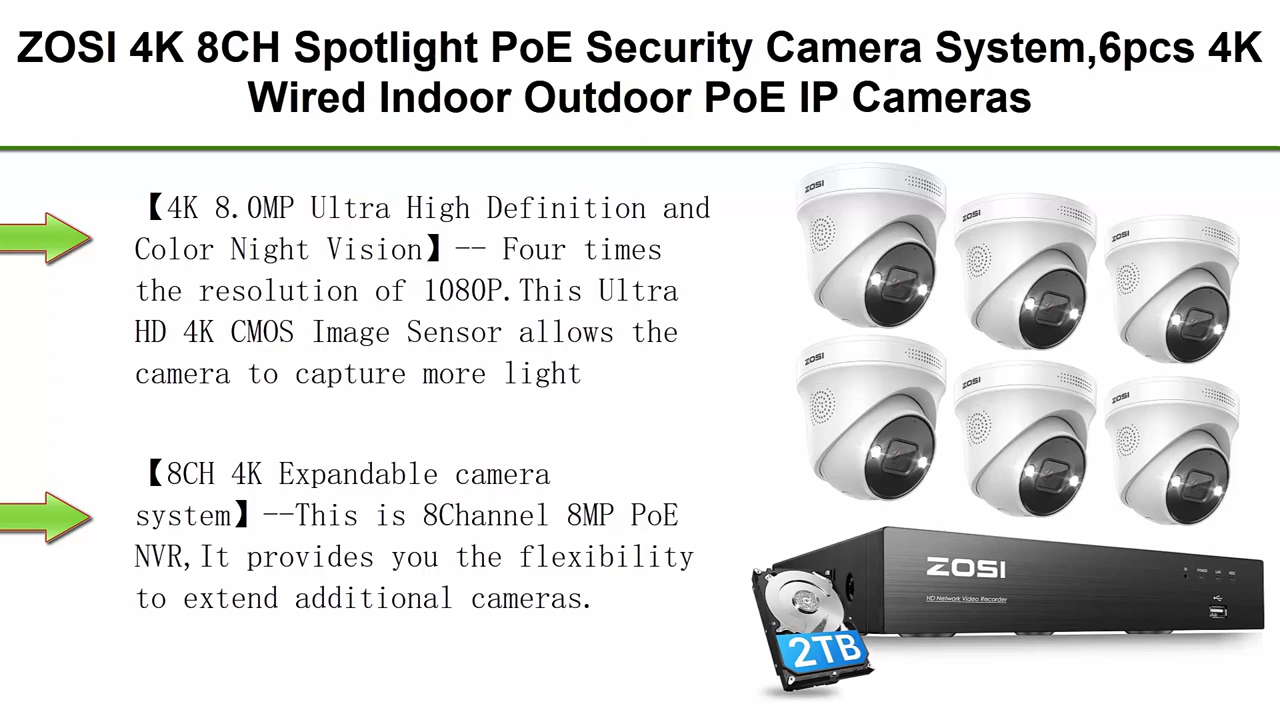 ZOSI 4K 8CH Spotlight PoE Security Camera System,6pcs 4K
Wired Indoor Outdoor PoE IP Cameras
【4K 8.0MP Ultra High Definition and
Color Night Vision】-- Four times
the resolution of 1080P.This Ultra
HD 4K CMOS Image Sensor allows the
camera to capture more light
【8CH 4K Expandable camera
system】--This is 8Channel 8MP PoE
NVR,It provides you the flexibility
to extend additional cameras.
ZOSI
ZOSI
ZOSI
ZOSI
ZOSI
ZOSI
ZOSI
HD Network Video Recorder
POWER
LAN
HDD
2TB